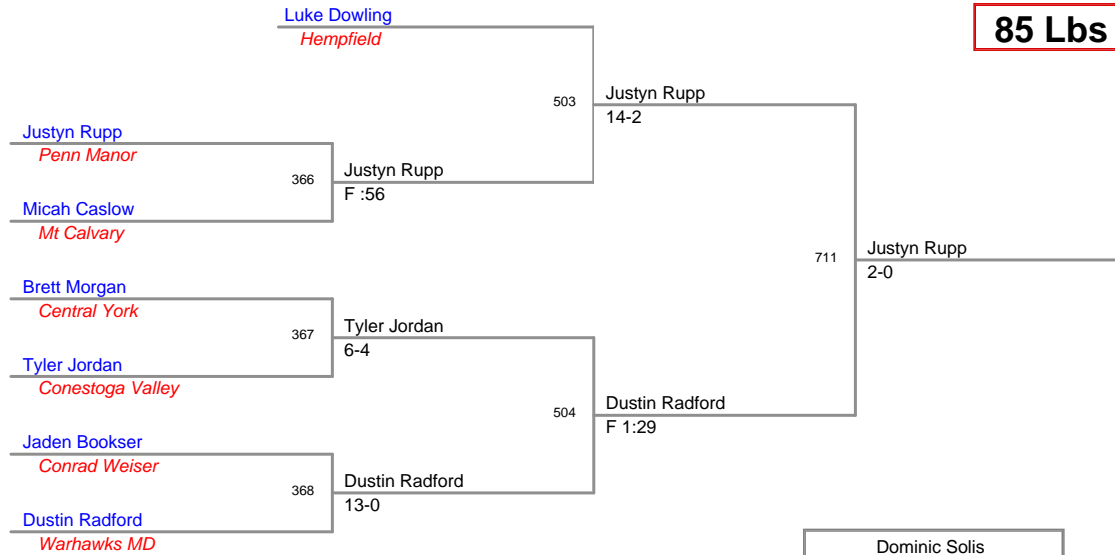 Luke Dowling
Hempfield
85 Lbs
503
Justyn Rupp
14-2
Justyn Rupp
Penn Manor
366
Justyn Rupp
F :56
Micah Caslow
Mt Calvary
711
Justyn Rupp
2-0
Brett Morgan
Central York
367
Tyler Jordan
6-4
Tyler Jordan
Conestoga Valley
504
Dustin Radford
F 1:29
Jaden Bookser
Conrad Weiser
368
Dustin Radford
13-0
Dustin Radford
Warhawks MD
Dominic Solis